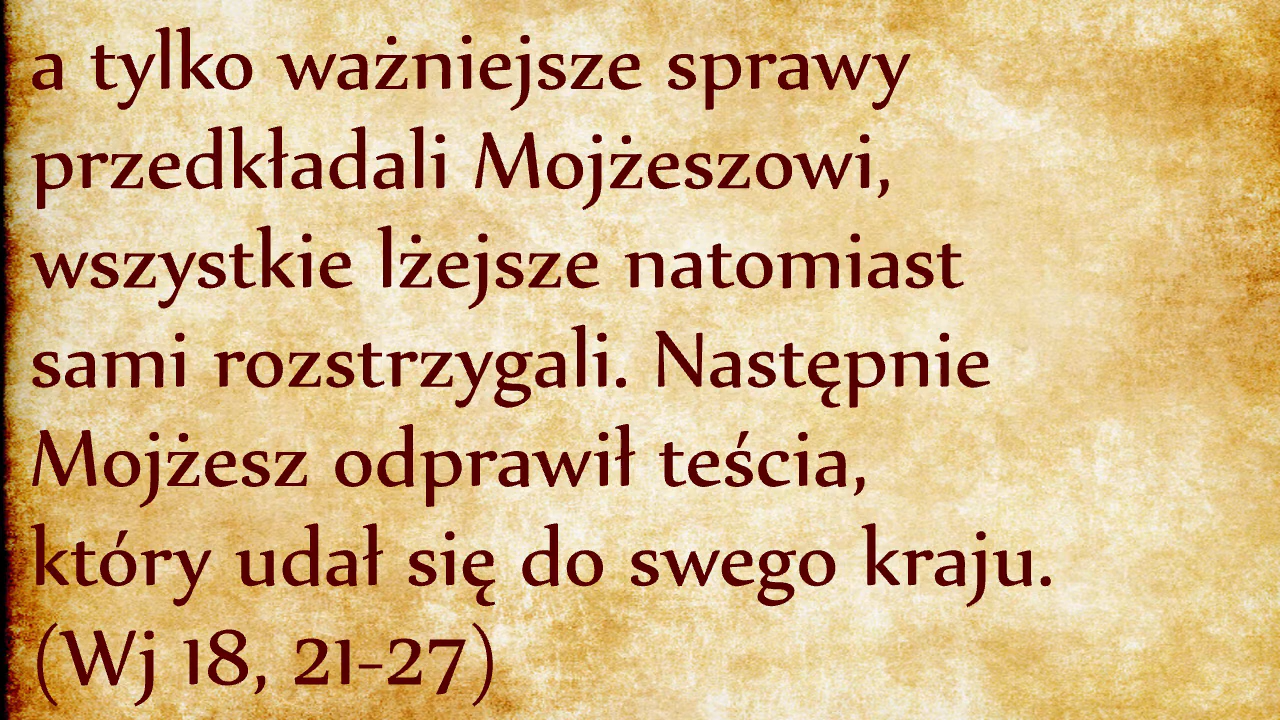 a tylko ważniejsze sprawy
przedkładali Mojżeszowi,
wszystkie lżejsze natomiast
sami rozstrzygali. Następnie
Mojżesz odprawił teścia,
który udał się do swego kraju.
(Wj 18, 21-27)